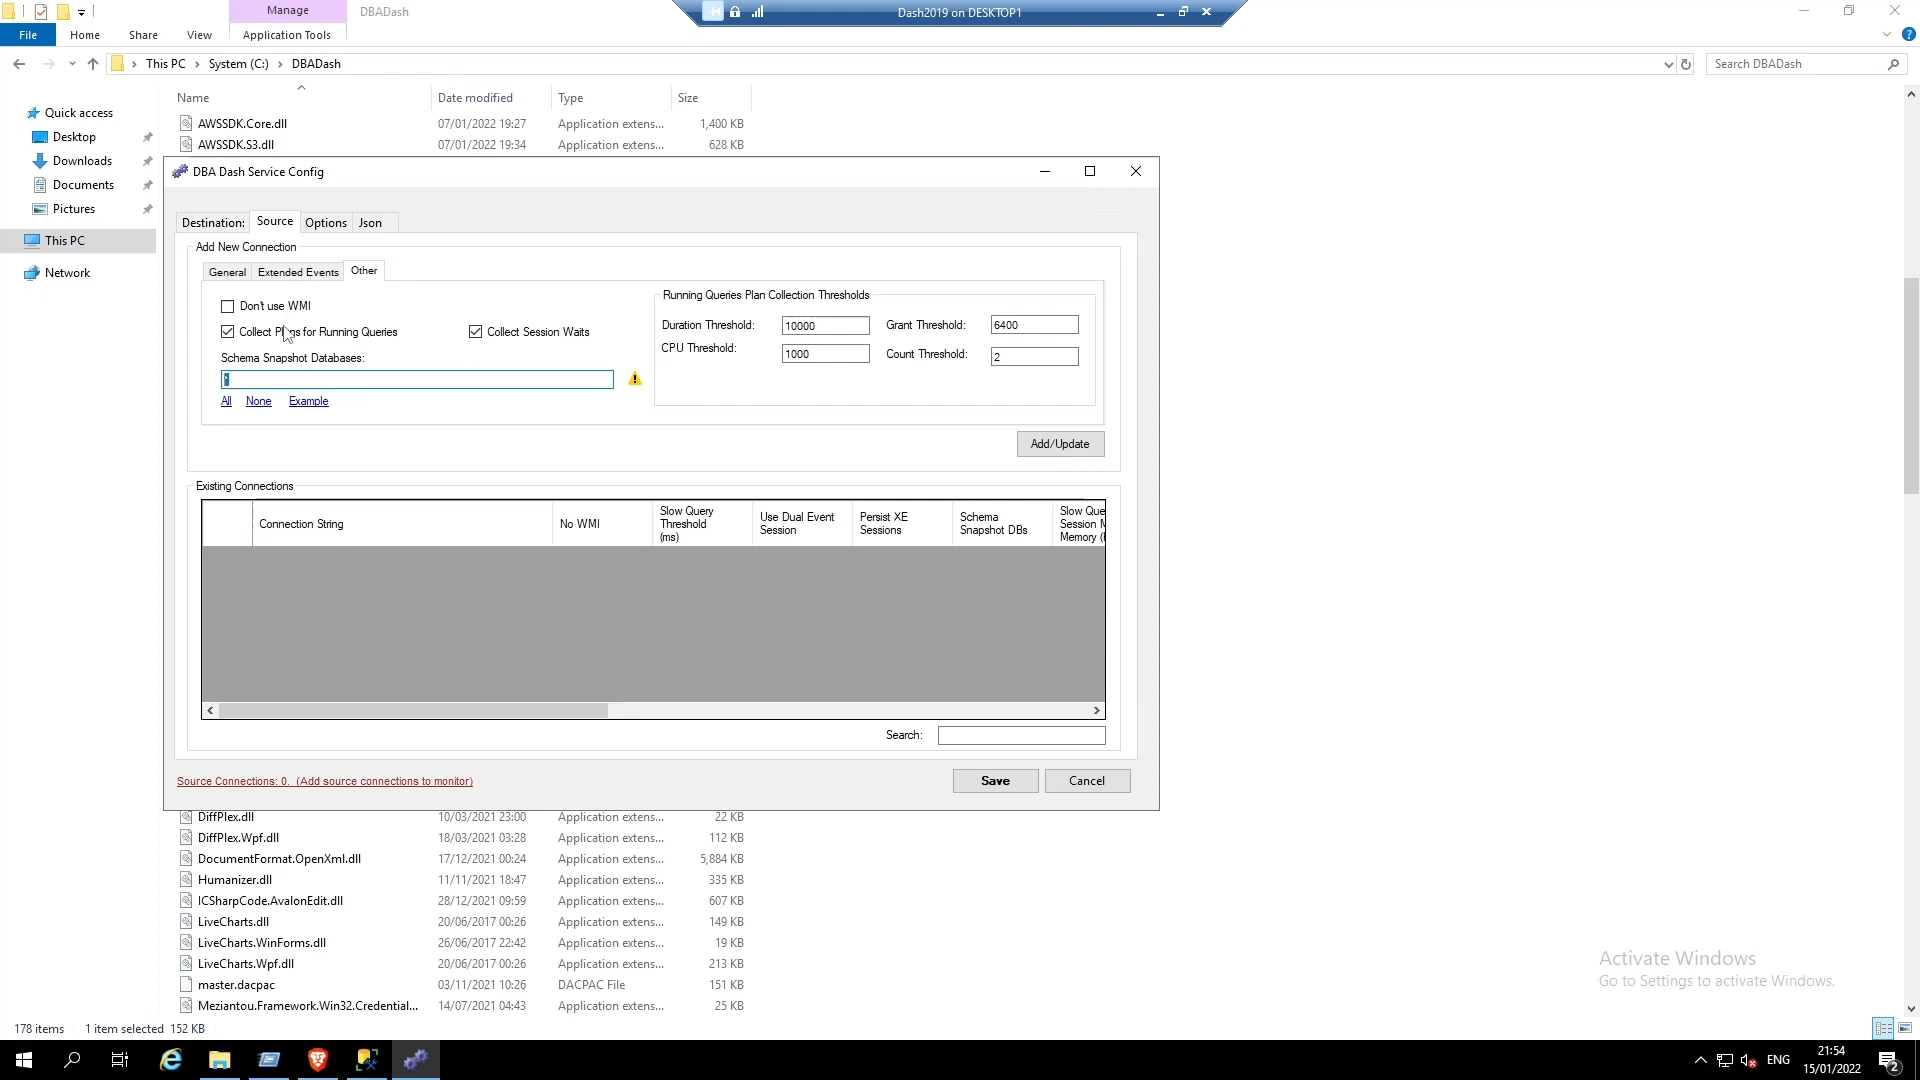 Manage
DBADash
Dash2019 on DESKTOP1
File
Home
Share
View
Application Tools
This PC
System (C:)
DBADash
Search DBADash
Name
Date modified
Type
Size
Quick access
Desktop
Downloads
Documents
Pictures
This PC
Network
AWSSDK.Core.dll 07/01/2022 19:27 Application extens... 1,400 KB
AWSSDK.S3.dll 07/01/2022 19:34 Application extens... 628 KB
DBA Dash Service Config
Destination:
Source
Options
Json
Add New Connection
General
Extended Events
Other
Don't use WMI
Collect Plans for Running Queries
Collect Session Waits
Schema Snapshot Databases:
*
All
None
Example
Running Queries Plan Collection Thresholds
Duration Threshold: 10000
Grant Threshold: 6400
CPU Threshold: 1000
Count Threshold: 2
Add/Update
Existing Connections
Connection String
No WMI
Slow Query
Threshold
(ms)
Use Dual Event
Session
Persist XE
Sessions
Schema
Snapshot DBs
Slow Que
Session M
Memory (
Search:
Source Connections: 0. (Add source connections to monitor)
Save
Cancel
DiffPlex.dll 10/03/2021 23:00 Application extens... 22 KB
DiffPlex.Wpf.dll 18/03/2021 03:28 Application extens... 112 KB
DocumentFormat.OpenXml.dll 17/12/2021 00:24 Application extens... 5,884 KB
Humanizer.dll 11/11/2021 18:47 Application extens... 335 KB
ICSharpCode.AvalonEdit.dll 28/12/2021 09:59 Application extens... 607 KB
LiveCharts.dll 20/06/2017 00:26 Application extens... 149 KB
LiveCharts.WinForms.dll 26/06/2017 22:42 Application extens... 19 KB
LiveCharts.Wpf.dll 20/06/2017 00:26 Application extens... 213 KB
master.dacpac 03/11/2021 10:26 DACPAC File 151 KB
Meziantou.Framework.Win32.Credential... 14/07/2021 04:43 Application extens... 25 KB
Activate Windows
Go to Settings to activate Windows.
178 items
1 item selected 152 KB
ENG
21:54
15/01/2022
2